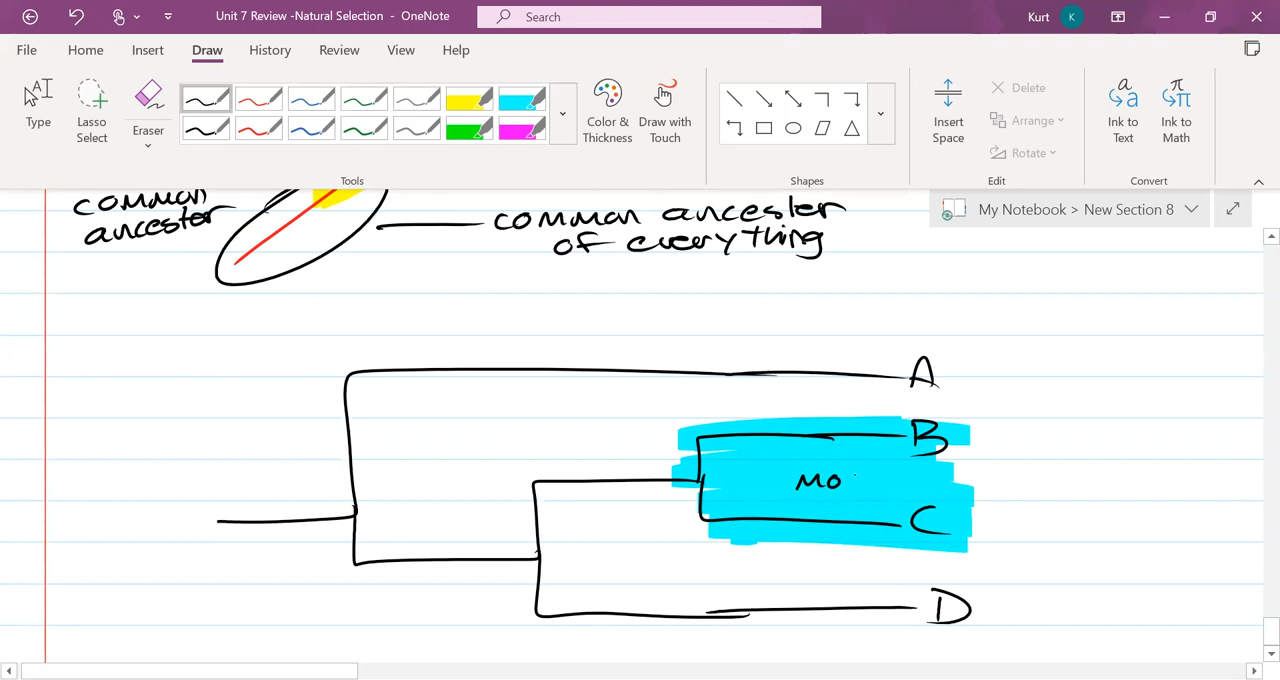 Unit 7 Review -Natural Selection - OneNote
Search
Kurt
K
File
Home
Insert
Draw
History
Review
View
Help
Type
Lasso
Select
Eraser
Color &
Thickness
Draw with
Touch
Insert
Space
Delete
Arrange
Rotate
Ink to
Text
Ink to
Math
Tools
Shapes
Edit
Convert
My Notebook > New Section 8
common
ancestor
common ancester
of everything
A
B
Mo
C
D